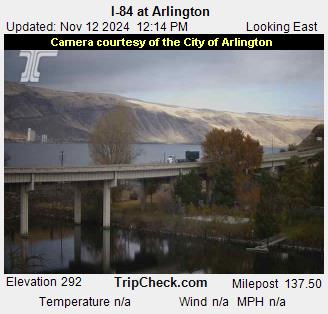 I-84 at Arlington
Updated: Nov 12 2024 12:14 PM Looking East
Camera courtesy of the City of Arlington
Elevation 292 TripCheck.com Milepost 137.50
Temperature n/a Wind n/a MPH n/a